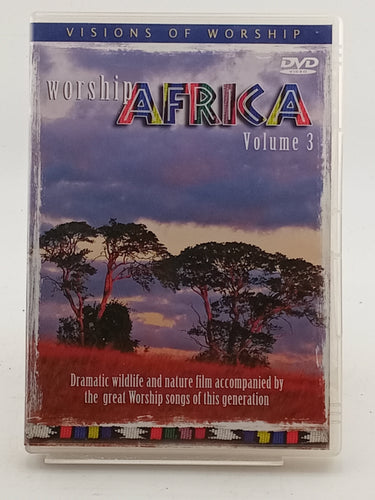 VISIONS OF WORSHIP
DVD
VIDEO
worship
AFRICA
Volume 3
Dramatic wildlife and nature film accompanied by
the great Worship songs of this generation